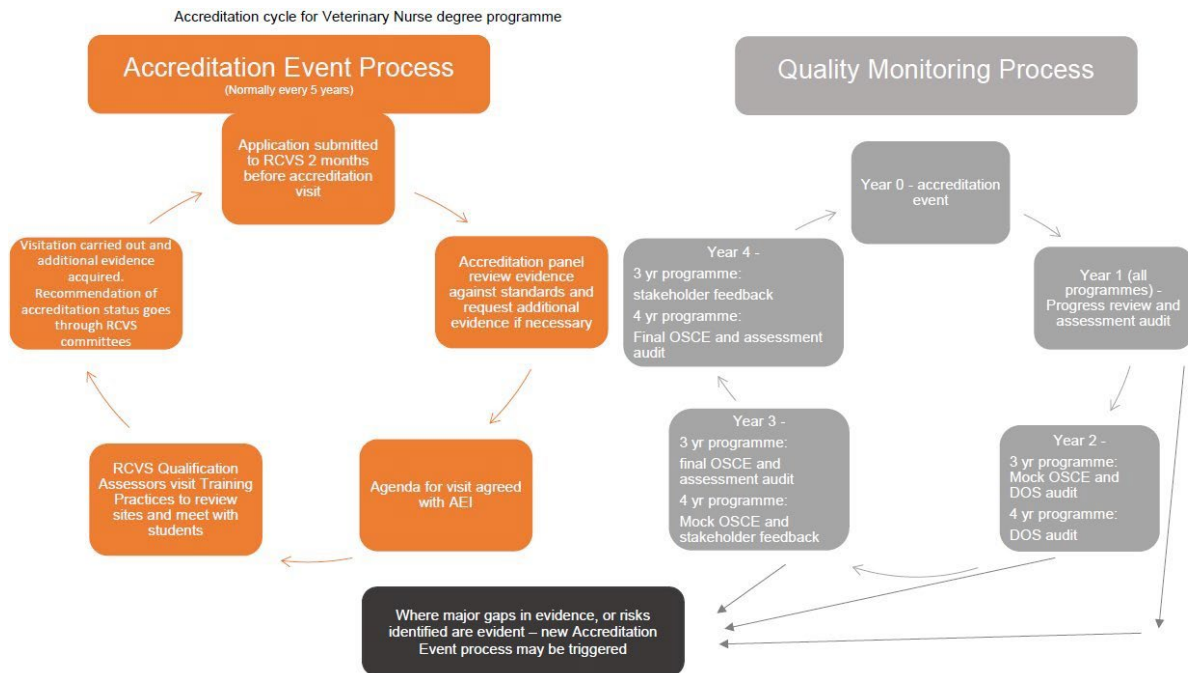 Accreditation cycle for Veterinary Nurse degree programme
Accreditation Event Process
(Normally every 5 years)
Application submitted
to RCVS 2 months
before accreditation
visit
Accreditation panel
review evidence
against standards and
request additional
evidence if necessary
Agenda for visit agreed
with AEI
RCVS Qualification
Assessors visit Training
Practices to review
sites and meet with
students
Visitation carried out and
additional evidence
acquired.
Recommendation of
accreditation status goes
through RCVS
committees
Quality Monitoring Process
Year 0 - accreditation
event
Year 1 (all
programmes) -
Progress review and
assessment audit
Year 2 -
3 yr programme:
Mock OSCE and
DOS audit
4 yr programme:
DOS audit
Year 3 -
3 yr programme:
final OSCE and
assessment audit
4 yr programme:
Mock OSCE and
stakeholder feedback
Year 4 -
3 yr programme:
stakeholder feedback
4 yr programme:
Final OSCE and assessment
audit
Where major gaps in evidence, or risks
identified are evident – new Accreditation
Event process may be triggered